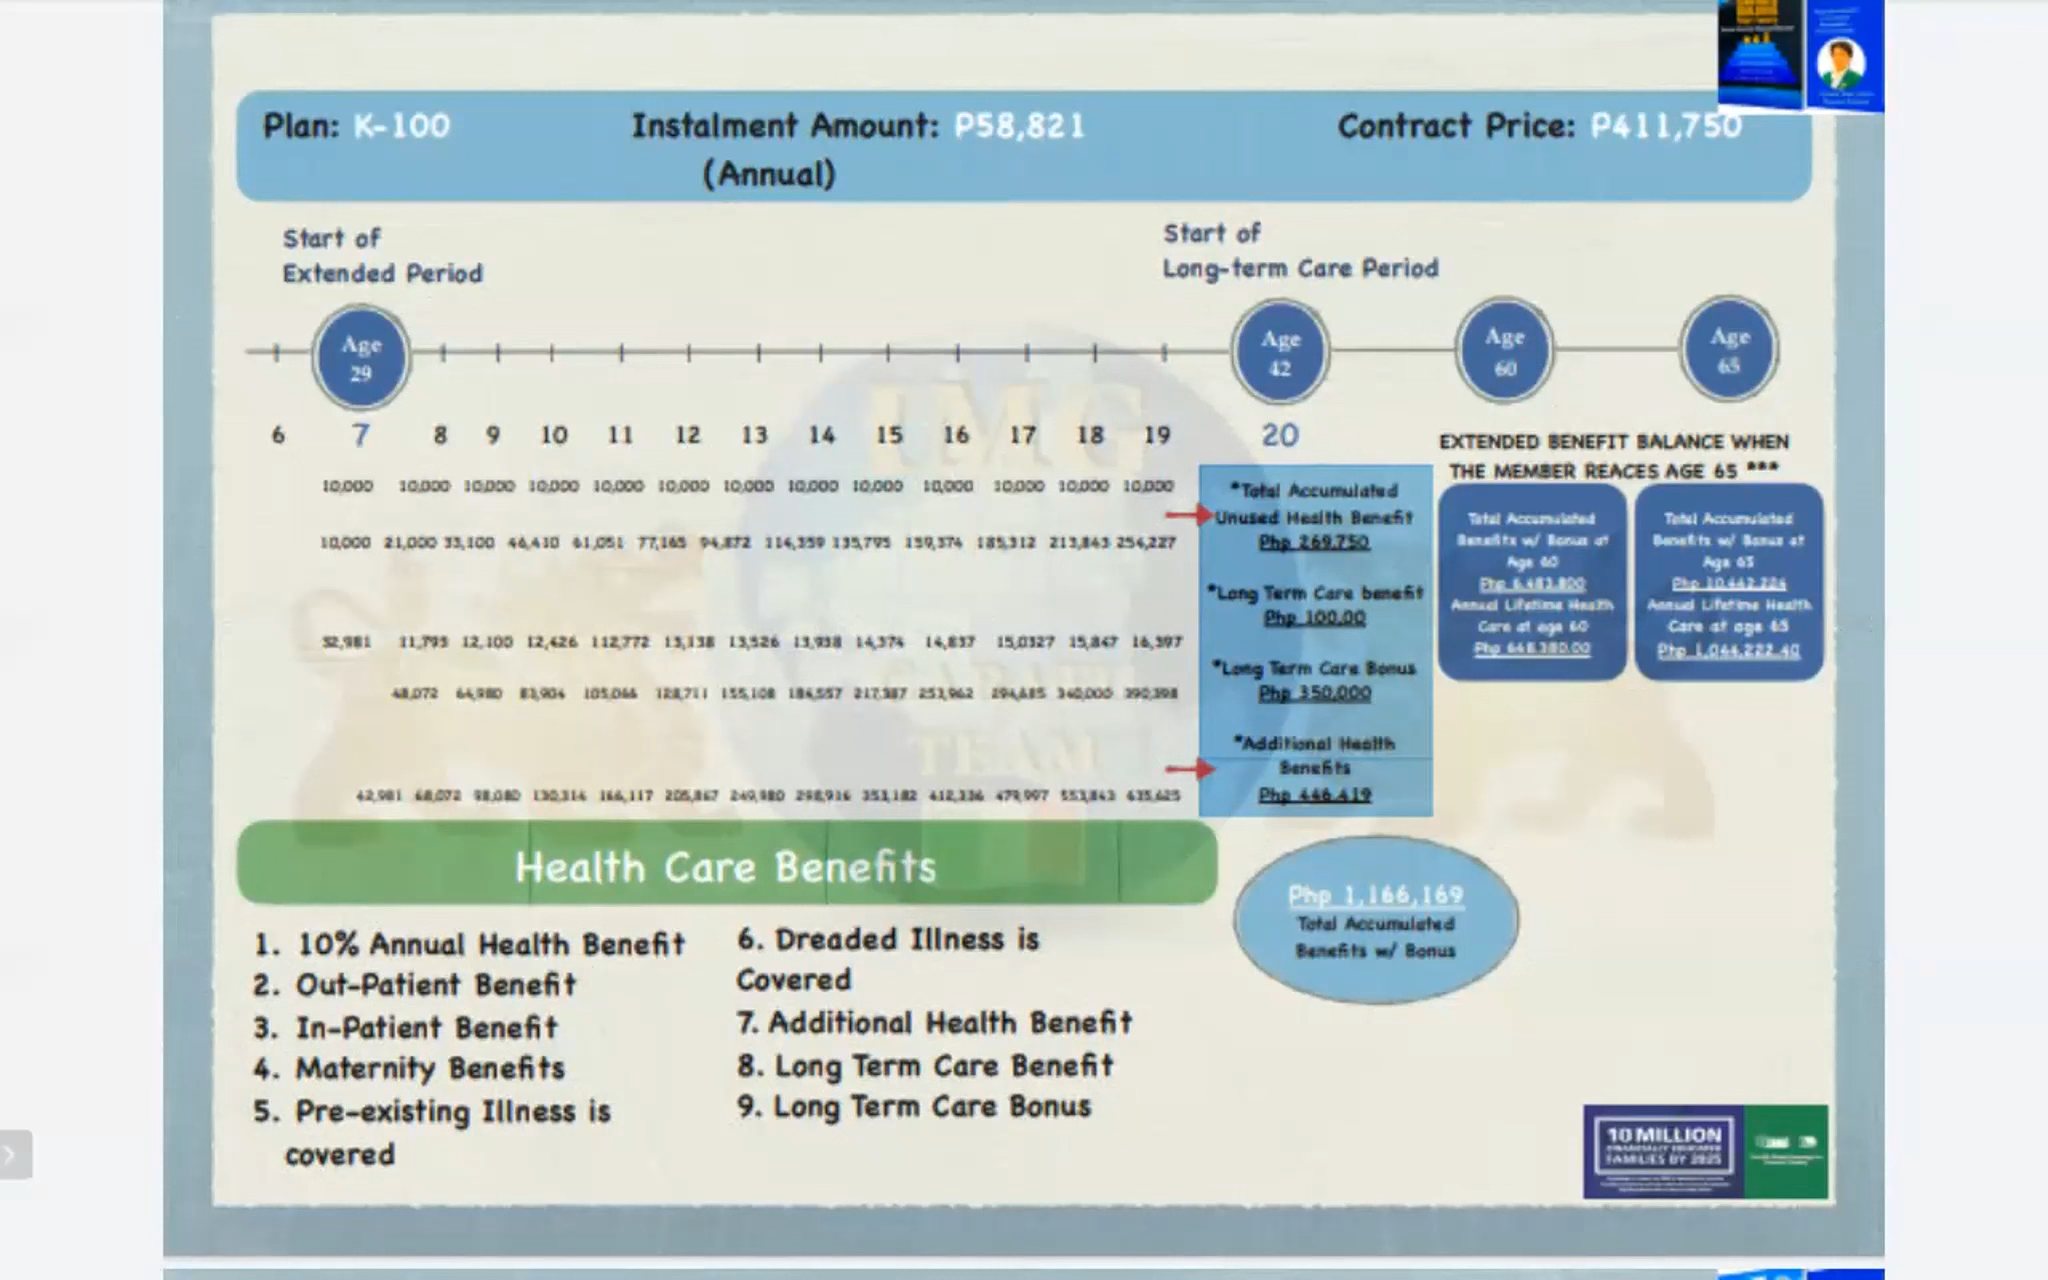 Plan: K-100
Instalment Amount: P58,821
(Annual)
Contract Price: P411,750
Start of
Extended Period
Start of
Long-term Care Period
Age
29
Age
42
Age
60
Age
65
6 7 8 9 10 11 12 13 14 15 16 17 18 19 20
10,000 10,000 10,000 10,000 10,000 10,000 10,000 10,000 10,000 10,000 10,000 10,000 10,000
10,000 21,000 33,100 46,410 61,051 77,165 94,872 114,359 135,795 159,374 185,312 213,843 254,227
32,981 11,793 12,100 12,426 112,772 13,138 13,526 13,938 14,374 14,837 15,0327 15,847 16,397
48,072 64,980 83,904 105,066 128,711 155,108 184,557 217,387 253,962 294,685 340,000 390,398
42,981 68,072 98,080 130,314 166,117 205,867 249,980 298,916 353,182 412,336 479,997 553,843 635,625
*Total Accumulated
Unused Health Benefit
Php 269,750
*Long Term Care benefit
Php 100,00
*Long Term Care Bonus
Php 350,000
*Additional Health
Benefits
Php 446,419
EXTENDED BENEFIT BALANCE WHEN
THE MEMBER REACES AGE 65 ***
Total Accumulated
Benefits w/ Bonus at
Age 60
Php 6,483,800
Annual Lifetime Health
Care at age 60
Php 648,380.00
Total Accumulated
Benefits w/ Bonus at
Age 65
Php 10,442,224
Annual Lifetime Health
Care at age 65
Php 1,044,222.40
Php 1,166,169
Total Accumulated
Benefits w/ Bonus
IMG
TEAM
Health Care Benefits
1. 10% Annual Health Benefit
2. Out-Patient Benefit
3. In-Patient Benefit
4. Maternity Benefits
5. Pre-existing Illness is
covered
6. Dreaded Illness is
Covered
7. Additional Health Benefit
8. Long Term Care Benefit
9. Long Term Care Bonus
10 MILLION
FINANCIALLY EDUCATED
FAMILIES BY 2025